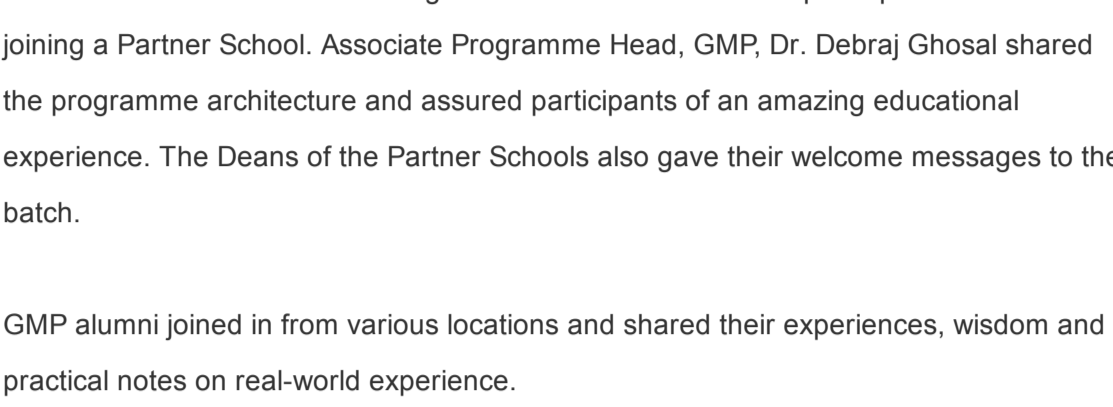 joining a Partner School. Associate Programme Head, GMP, Dr. Debraj Ghosal shared
the programme architecture and assured participants of an amazing educational
experience. The Deans of the Partner Schools also gave their welcome messages to the
batch.
GMP alumni joined in from various locations and shared their experiences, wisdom and
practical notes on real-world experience.